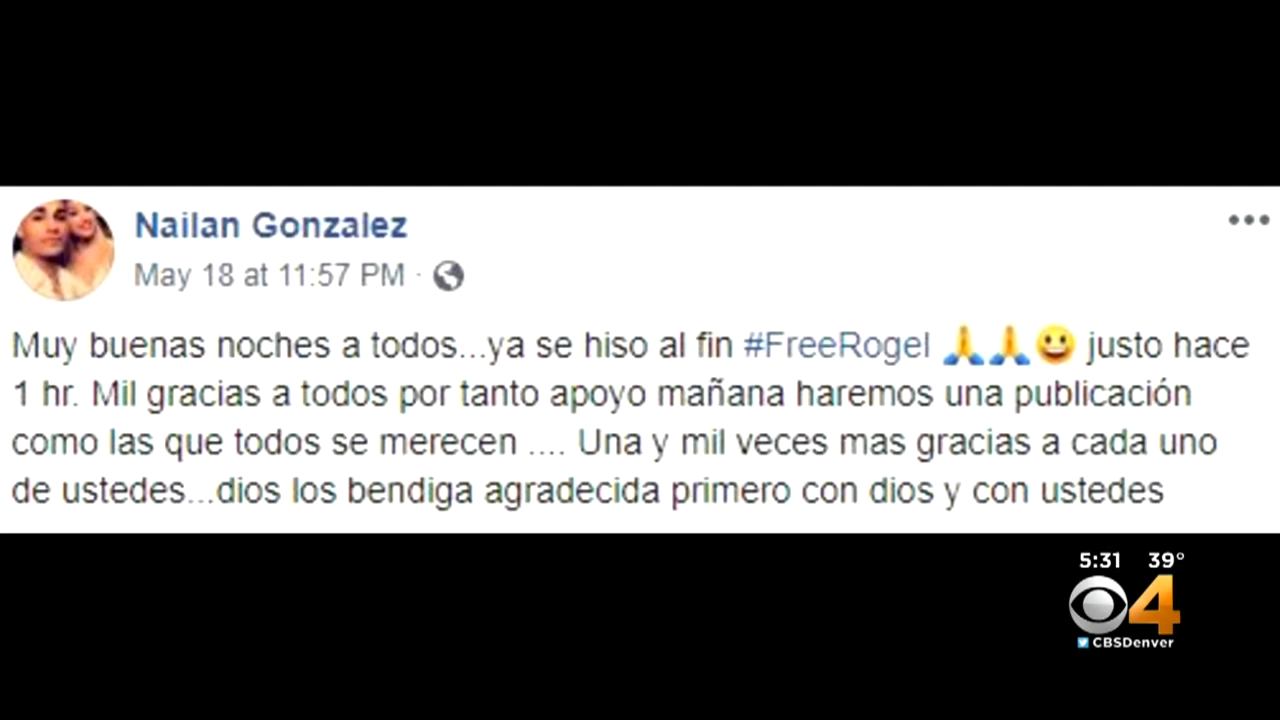 Nailan Gonzalez
May 18 at 11:57 PM ·
Muy buenas noches a todos...ya se hiso al fin #FreeRogel 🙏🙏😀 justo hace
1 hr. Mil gracias a todos por tanto apoyo mañana haremos una publicación
como las que todos se merecen .... Una y mil veces mas gracias a cada uno
de ustedes...dios los bendiga agradecida primero con dios y con ustedes
5:31 39°
4
CBSDenver